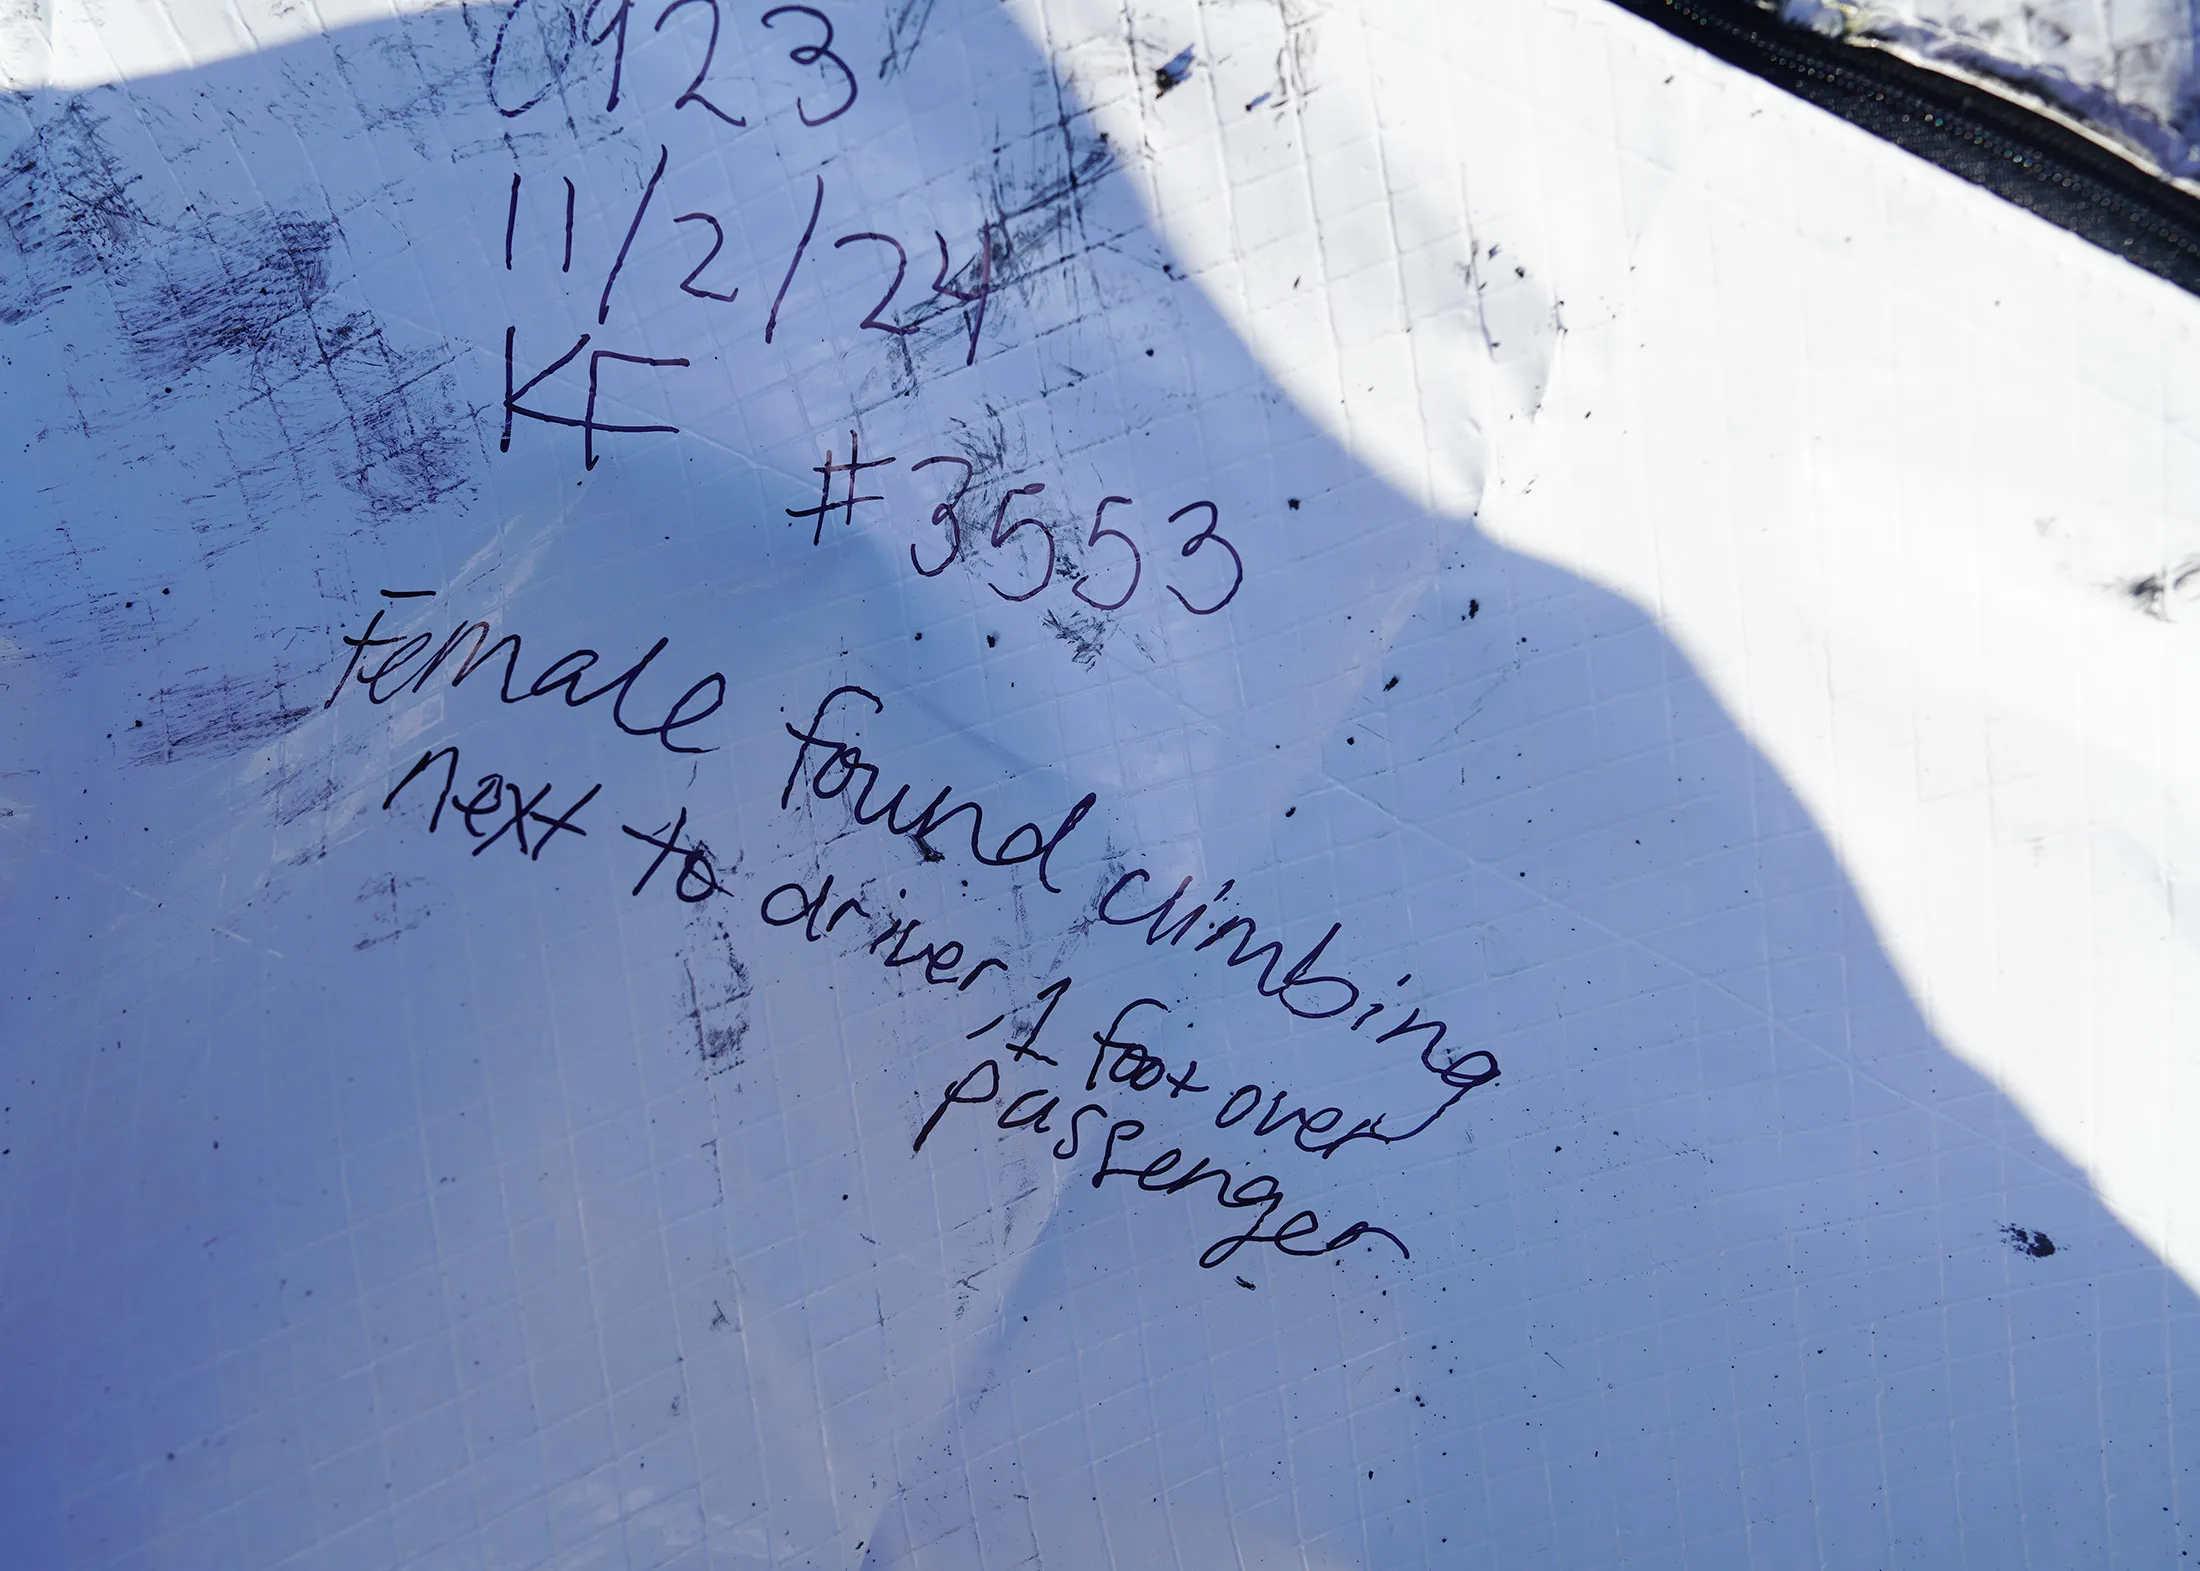 0923
11/2/24
KF
#3553
Female found climbing
next to driver, 1 foot over
passenger